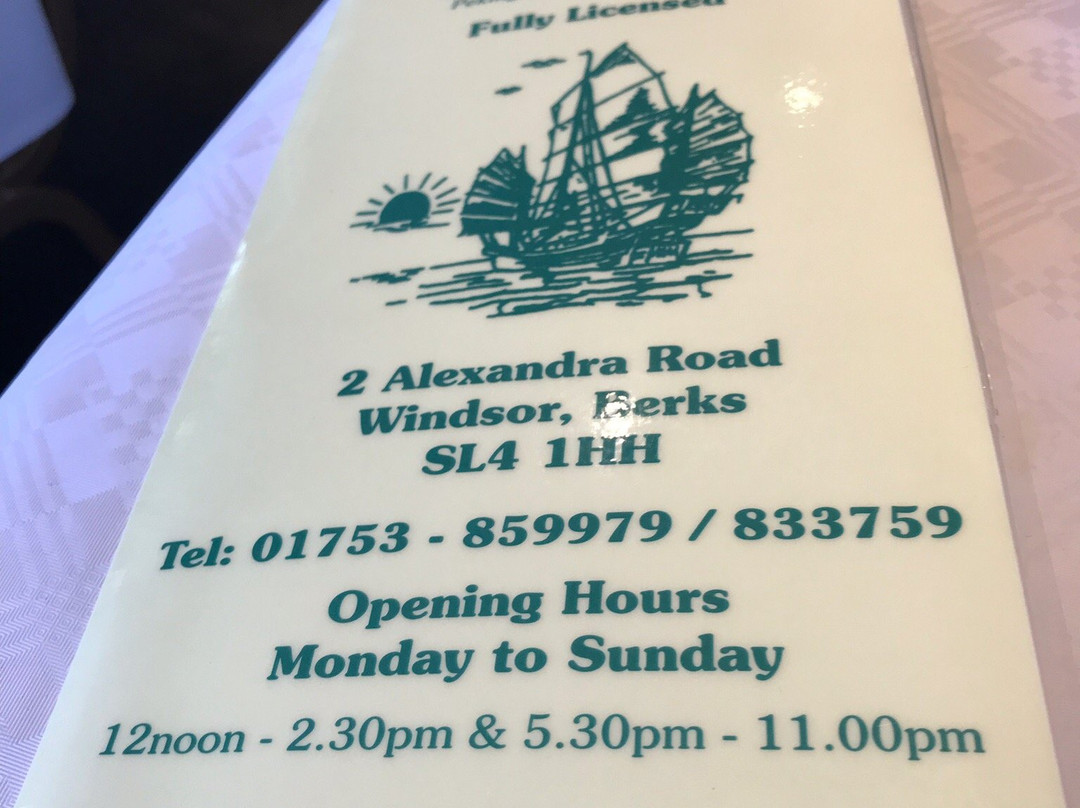 Fully Licensed
2 Alexandra Road
Windsor, Berks
SL4 1HH
Tel: 01753 - 859979 / 833759
Opening Hours
Monday to Sunday
12noon - 2.30pm & 5.30pm - 11.00pm